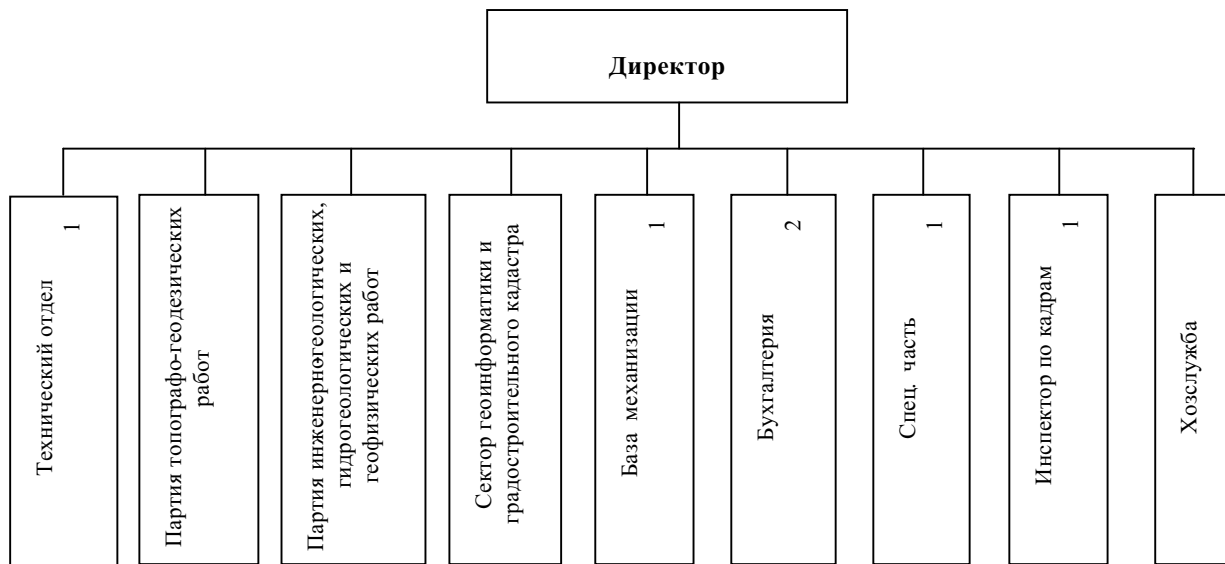 Директор
Технический отдел
1
Партия топографо-геодезических
работ
Партия инженерногеологических,
гидрогеологических и
геофизических работ
Сектор геоинформатики и
градостроительного кадастра
База механизации
1
Бухгалтерия
2
Спец. часть
1
Инспектор по кадрам
1
Хозслужба